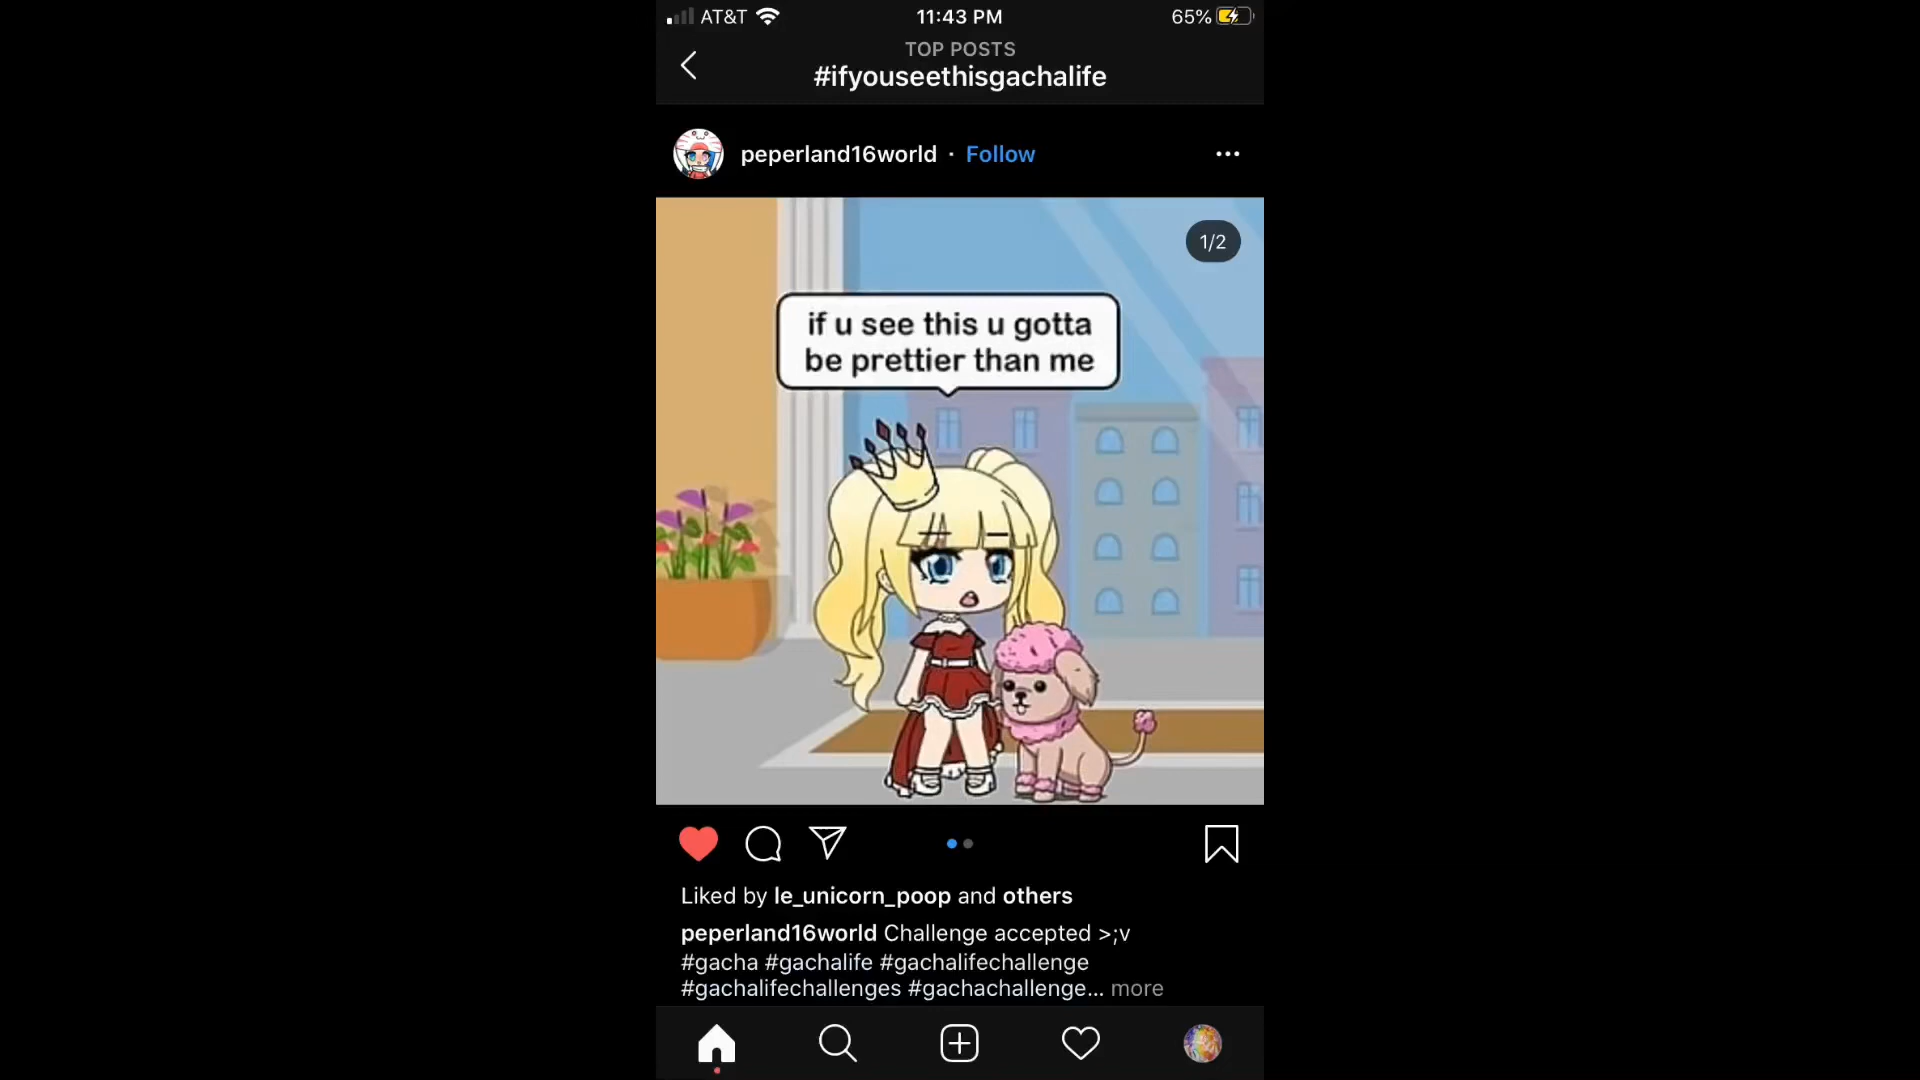 AT&T 11:43 PM 65%
TOP POSTS
#ifyouseethisgachalife
peperland16world · Follow
1/2
if u see this u gotta
be prettier than me
Liked by le_unicorn_poop and others
peperland16world Challenge accepted >;v
#gacha #gachalife #gachalifechallenge
#gachalifechallenges #gachachallenge... more